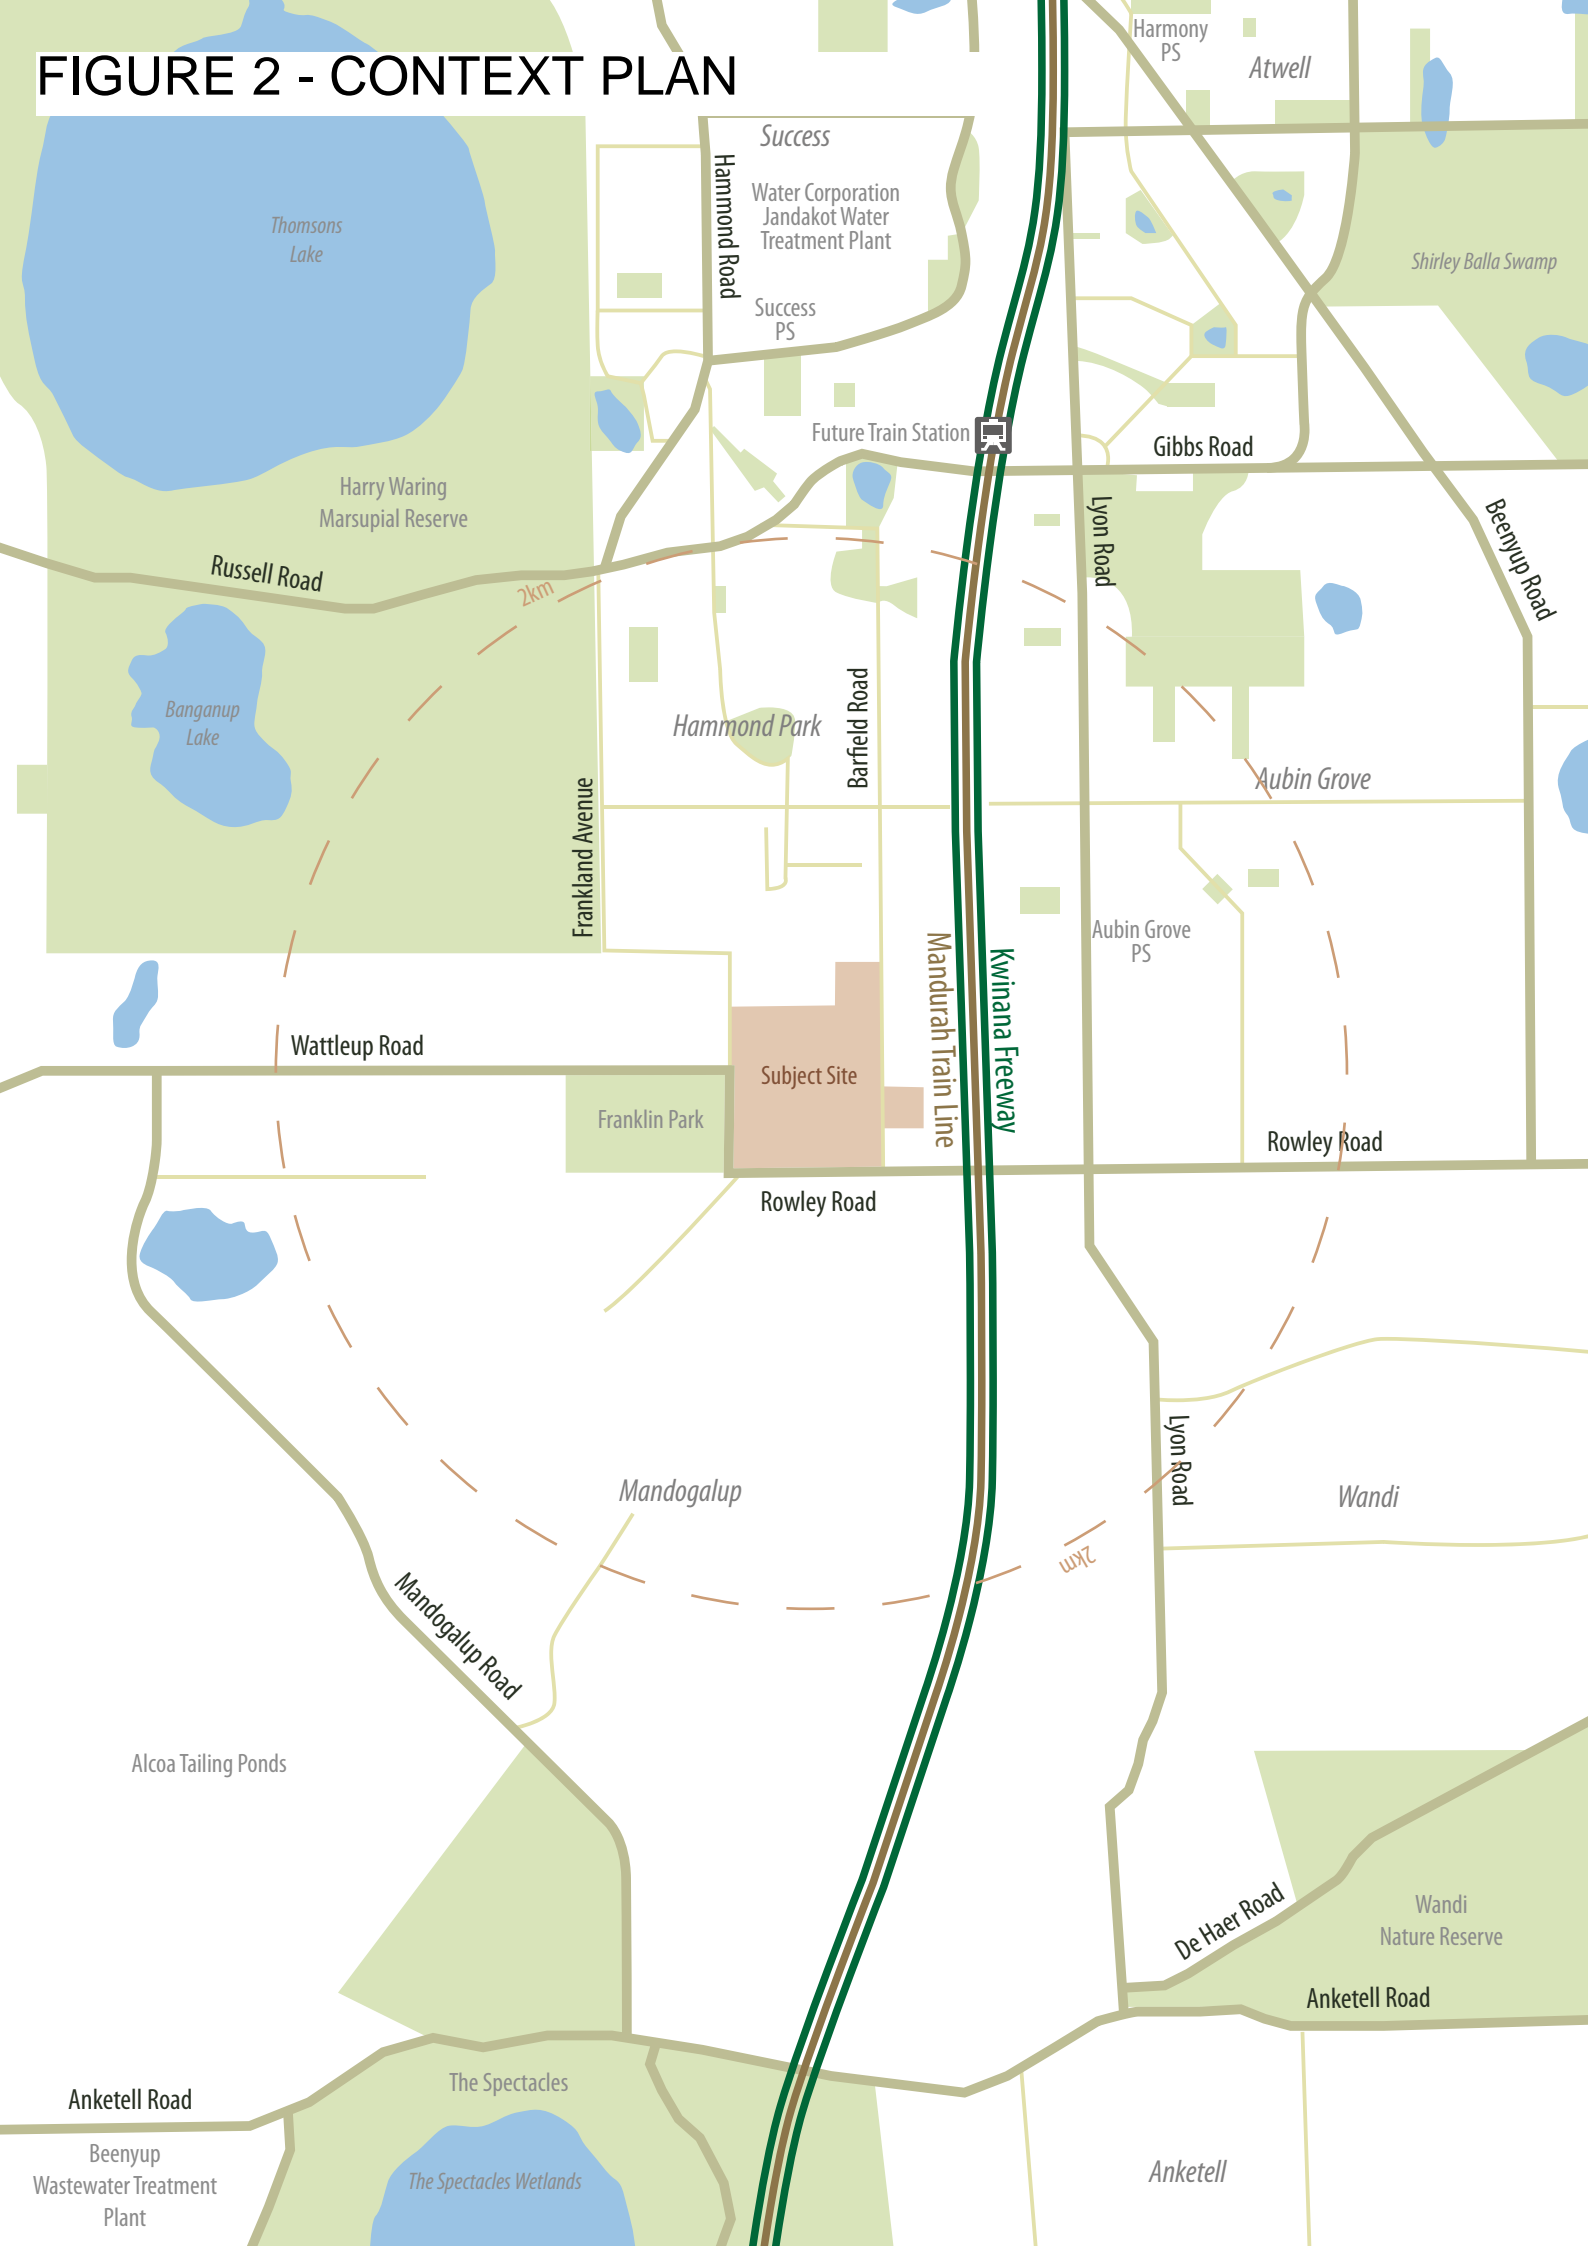 FIGURE 2 - CONTEXT PLAN
Harmony
PS
Atwell
Success
Hammond Road
Water Corporation
Jandakot Water
Treatment Plant
Thomsons
Lake
Shirley Balla Swamp
Success
PS
Future Train Station
Gibbs Road
Harry Waring
Marsupial Reserve
Lyon Road
Beenyup Road
Russell Road
2km
Banganup
Lake
Hammond Park
Barfield Road
Aubin Grove
Frankland Avenue
Aubin Grove
PS
Mandurah Train Line
Kwinana Freeway
Wattleup Road
Subject Site
Franklin Park
Rowley Road
Rowley Road
Lyon Road
Mandogalup
Wandi
2km
Mandogalup Road
Alcoa Tailing Ponds
De Haer Road
Wandi
Nature Reserve
Anketell Road
The Spectacles
Anketell Road
Beenyup
Wastewater Treatment
Plant
The Spectacles Wetlands
Anketell